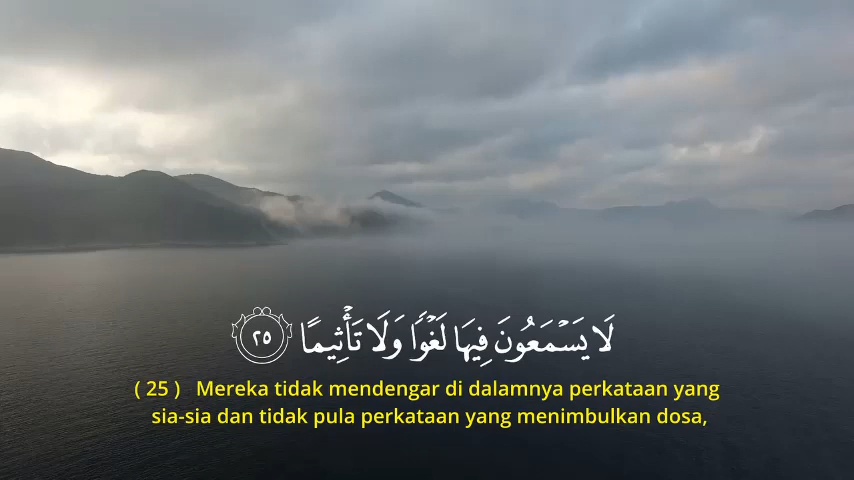 لَا يَسْمَعُونَ فِيهَا لَغْوًا وَلَا تَأْثِيمًا ٢٥
( 25 ) Mereka tidak mendengar di dalamnya perkataan yang
sia-sia dan tidak pula perkataan yang menimbulkan dosa,